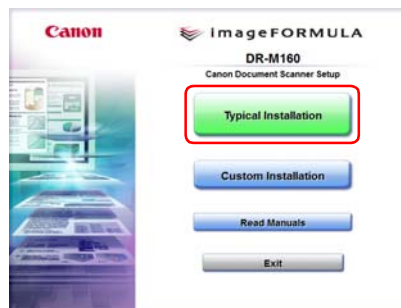 Canon
imageFORMULA
DR-M160
Canon Document Scanner Setup
Typical Installation
Custom Installation
Read Manuals
Exit